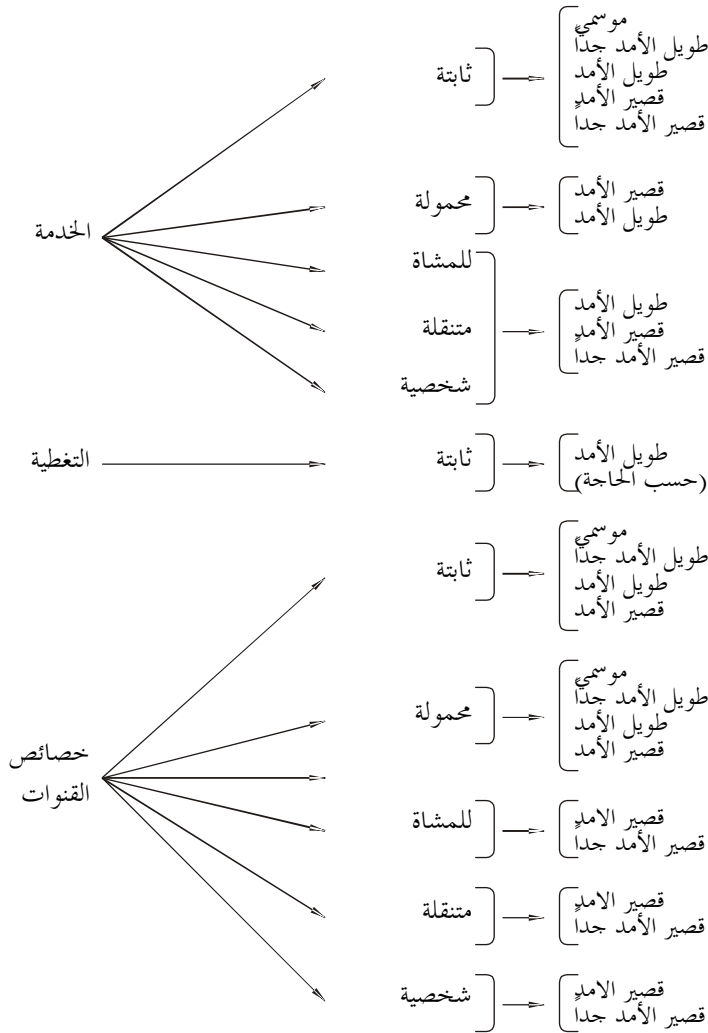 الخدمة
ثابتة
موسمي
طويل الأمد جداً
طويل الأمد
قصير الأمد
قصير الأمد جداً
محمولة
قصير الأمد
طويل الأمد
للمشاة
متنقلة
شخصية
طويل الأمد
قصير الأمد
قصير الأمد جداً
التغطية
ثابتة
طويل الأمد
(حسب الحاجة)
خصائص
القنوات
ثابتة
موسمي
طويل الأمد جداً
طويل الأمد
قصير الأمد
محمولة
موسمي
طويل الأمد جداً
طويل الأمد
قصير الأمد
للمشاة
قصير الامد
قصير الأمد جداً
متنقلة
قصير الامد
قصير الأمد جداً
شخصية
قصير الامد
قصير الأمد جداً